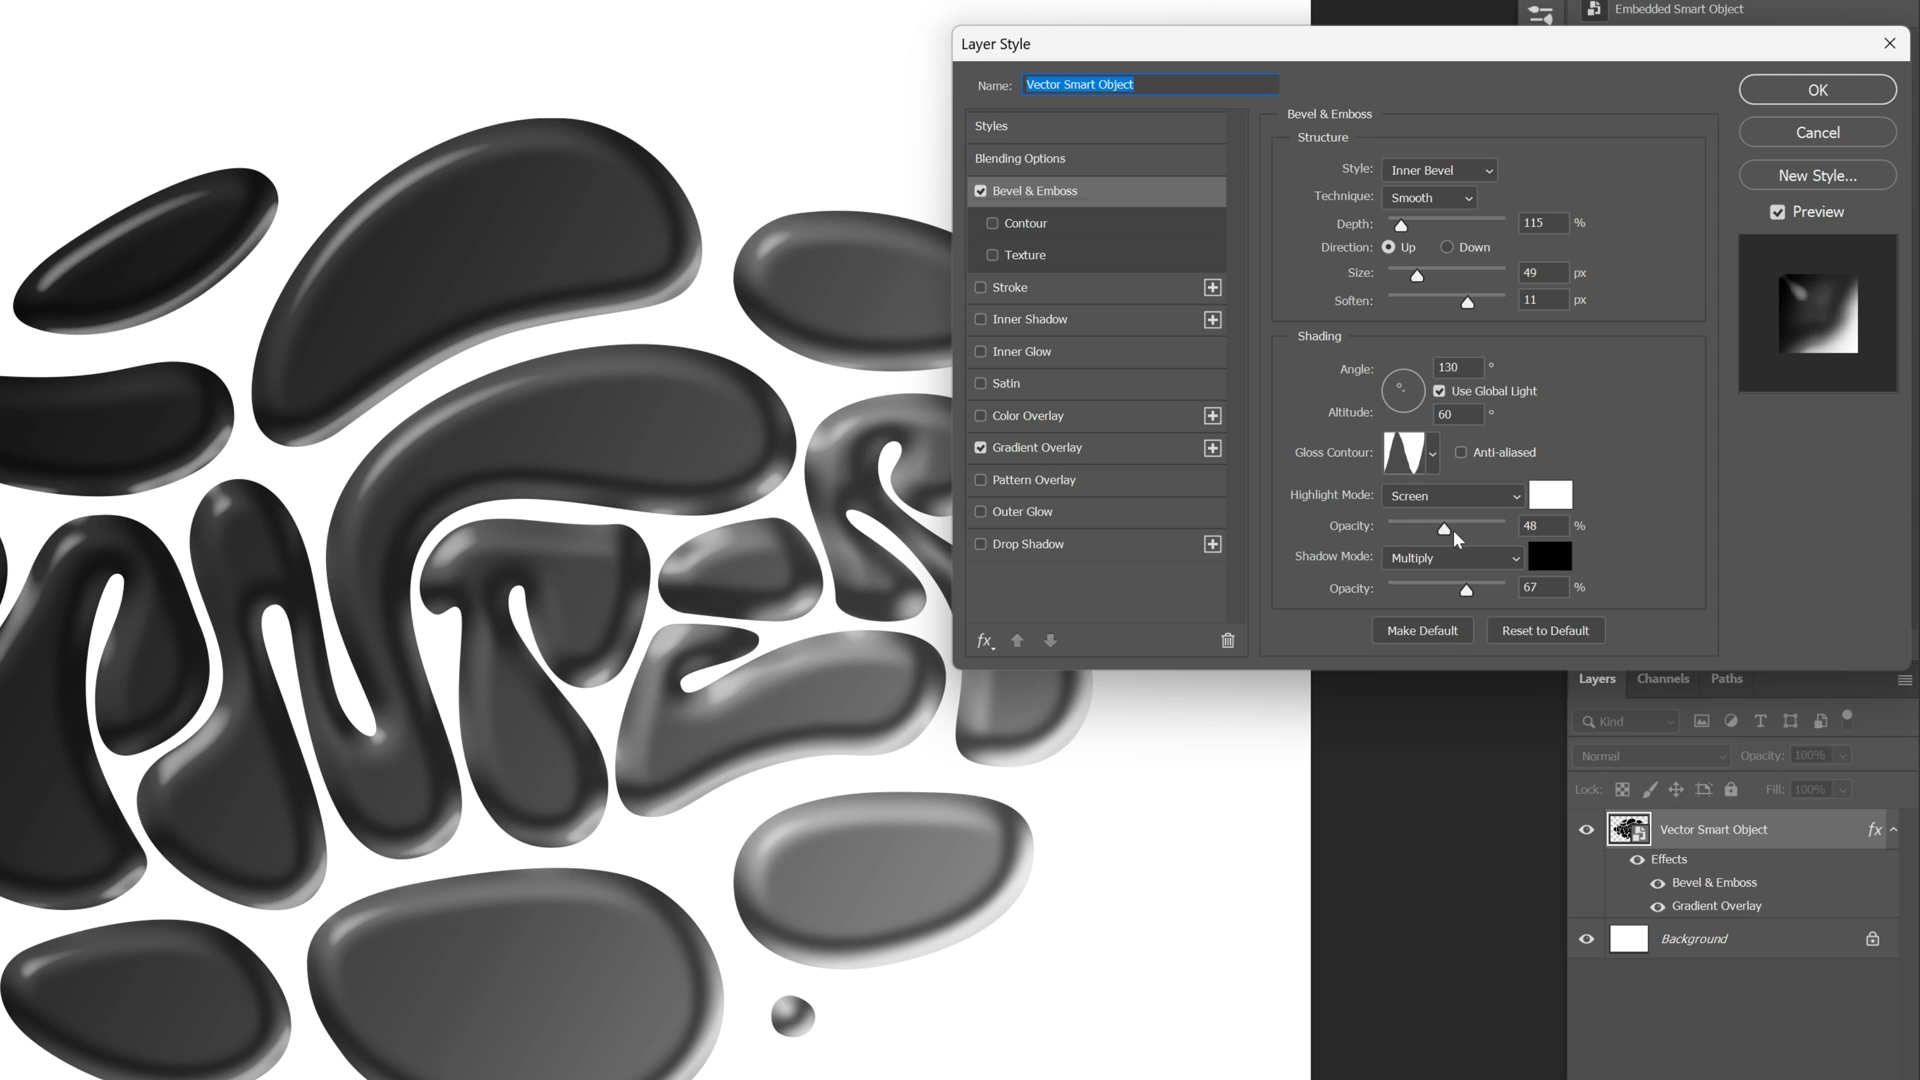 Embedded Smart Object
Layer Style
Name: Vector Smart Object
Styles
Blending Options
Bevel & Emboss
Contour
Texture
Stroke
Inner Shadow
Inner Glow
Satin
Color Overlay
Gradient Overlay
Pattern Overlay
Outer Glow
Drop Shadow
fx
Bevel & Emboss
Structure
Style: Inner Bevel
Technique: Smooth
Depth: 115 %
Direction: Up Down
Size: 49 px
Soften: 11 px
Shading
Angle: 130 °
Use Global Light
Altitude: 60 °
Gloss Contour: Anti-aliased
Highlight Mode: Screen
Opacity: 48 %
Shadow Mode: Multiply
Opacity: 67 %
Make Default Reset to Default
OK
Cancel
New Style...
Preview
Layers Channels Paths
Kind
Normal Opacity: 100%
Lock: Fill: 100%
Vector Smart Object fx
Effects
Bevel & Emboss
Gradient Overlay
Background